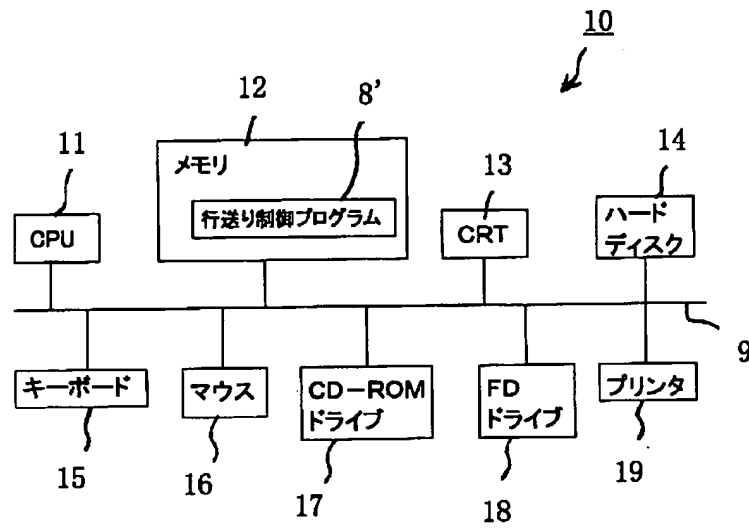 10
12
8'
11
13
14
メモリ
行送り制御プログラム
CPU
CRT
ハード
ディスク
9
キーボード
マウス
CD-ROM
ドライブ
FD
ドライブ
プリンタ
15
16
17
18
19